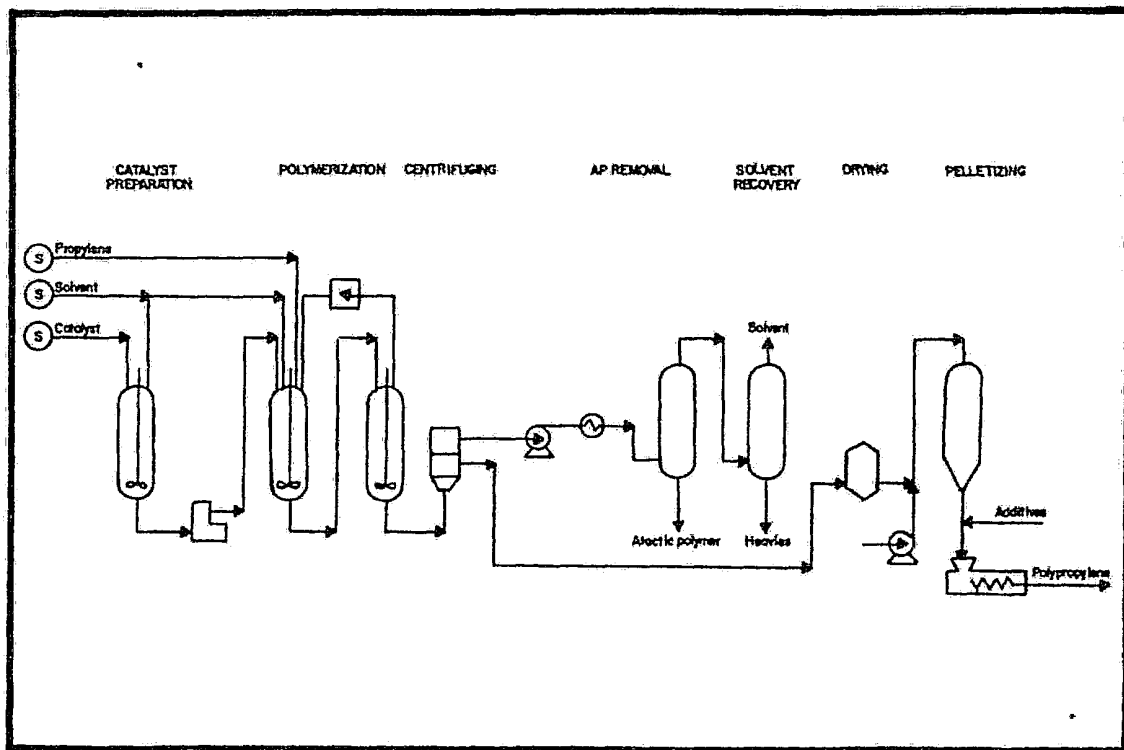 CATALYST
PREPARATION
POLYMERIZATION
CENTRIFUGING
AP REMOVAL
SOLVENT
RECOVERY
DRYING
PELLETIZING
S Propylene
S Solvent
S Catalyst
Solvent
Atactic polymer
Heavies
Additives
Polypropylene